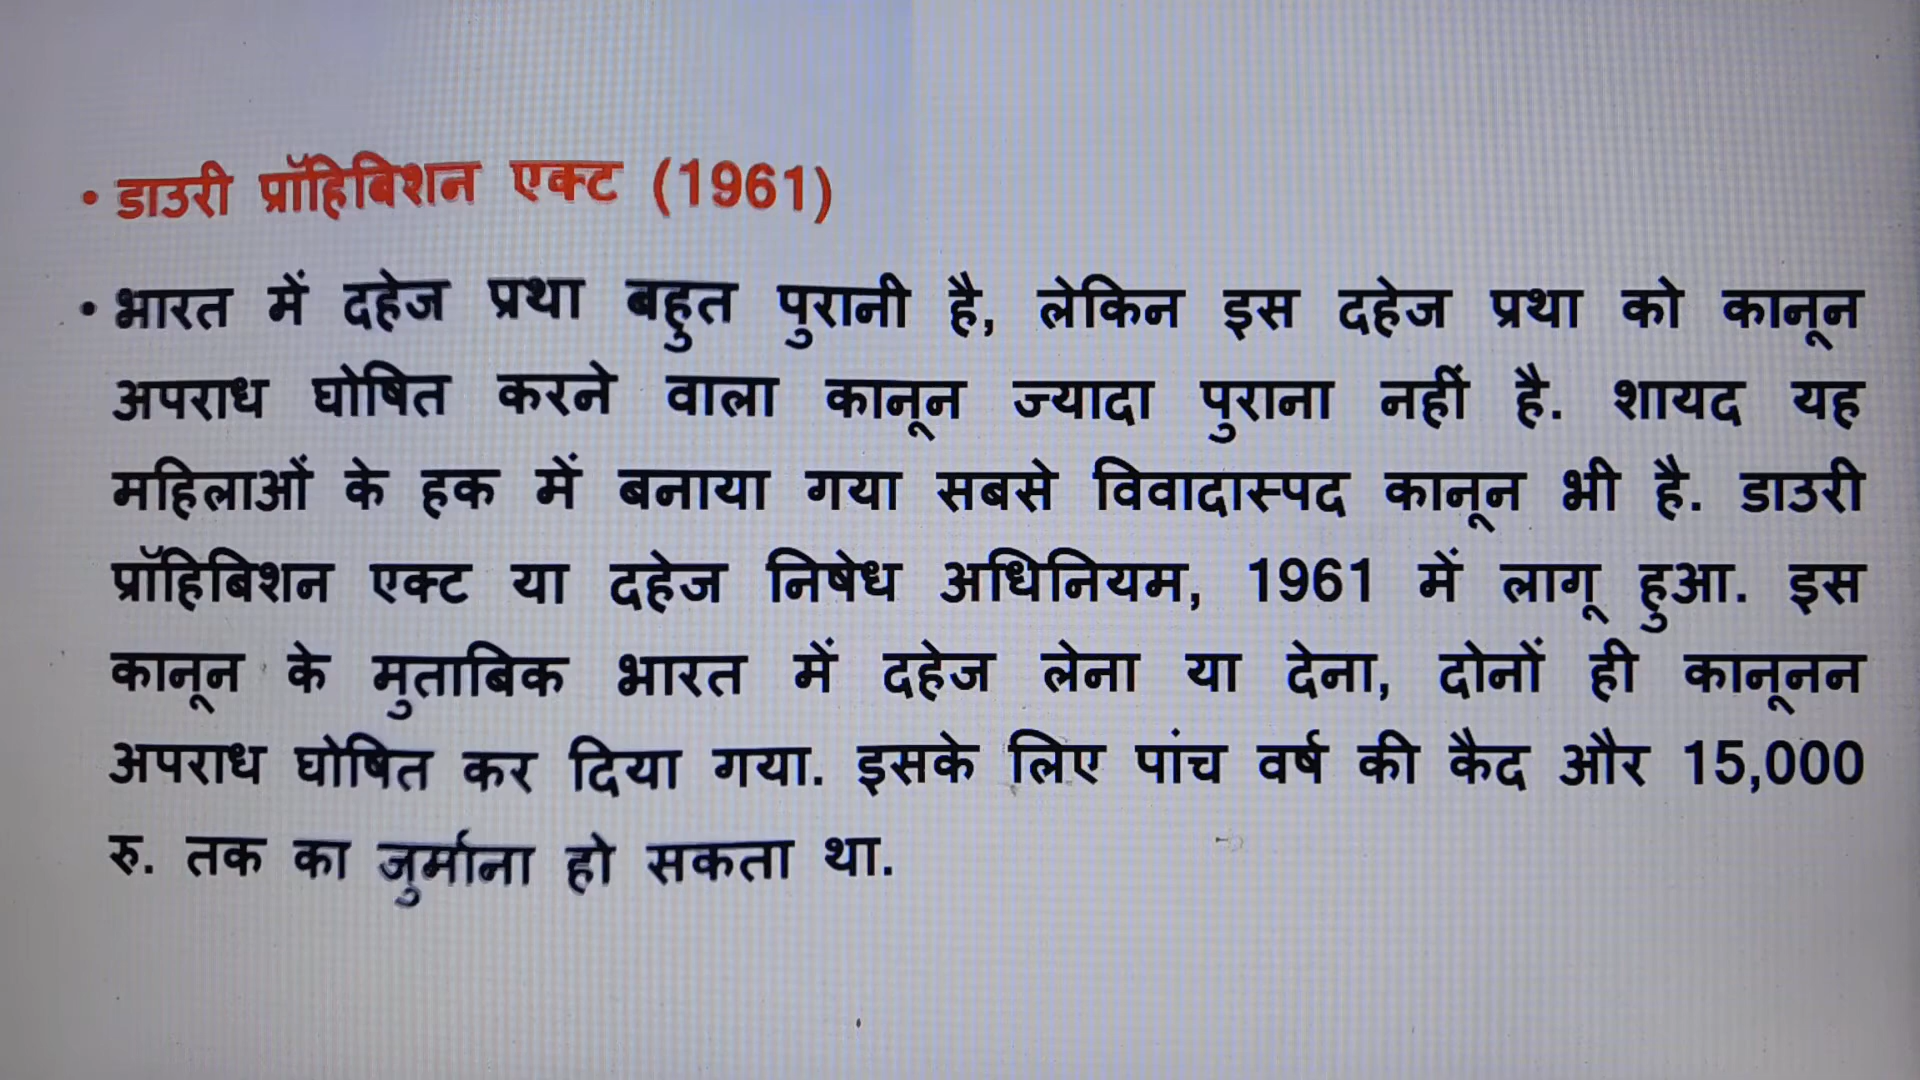 • डाउरी प्रॉहिबिशन एक्ट (1961)
• भारत में दहेज प्रथा बहुत पुरानी है, लेकिन इस दहेज प्रथा को कानून
अपराध घोषित करने वाला कानून ज्यादा पुराना नहीं है. शायद यह
महिलाओं के हक में बनाया गया सबसे विवादास्पद कानून भी है. डाउरी
प्रॉहिबिशन एक्ट या दहेज निषेध अधिनियम, 1961 में लागू हुआ. इस
कानून के मुताबिक भारत में दहेज लेना या देना, दोनों ही कानूनन
अपराध घोषित कर दिया गया. इसके लिए पांच वर्ष की कैद और 15,000
रु. तक का जुर्माना हो सकता था.